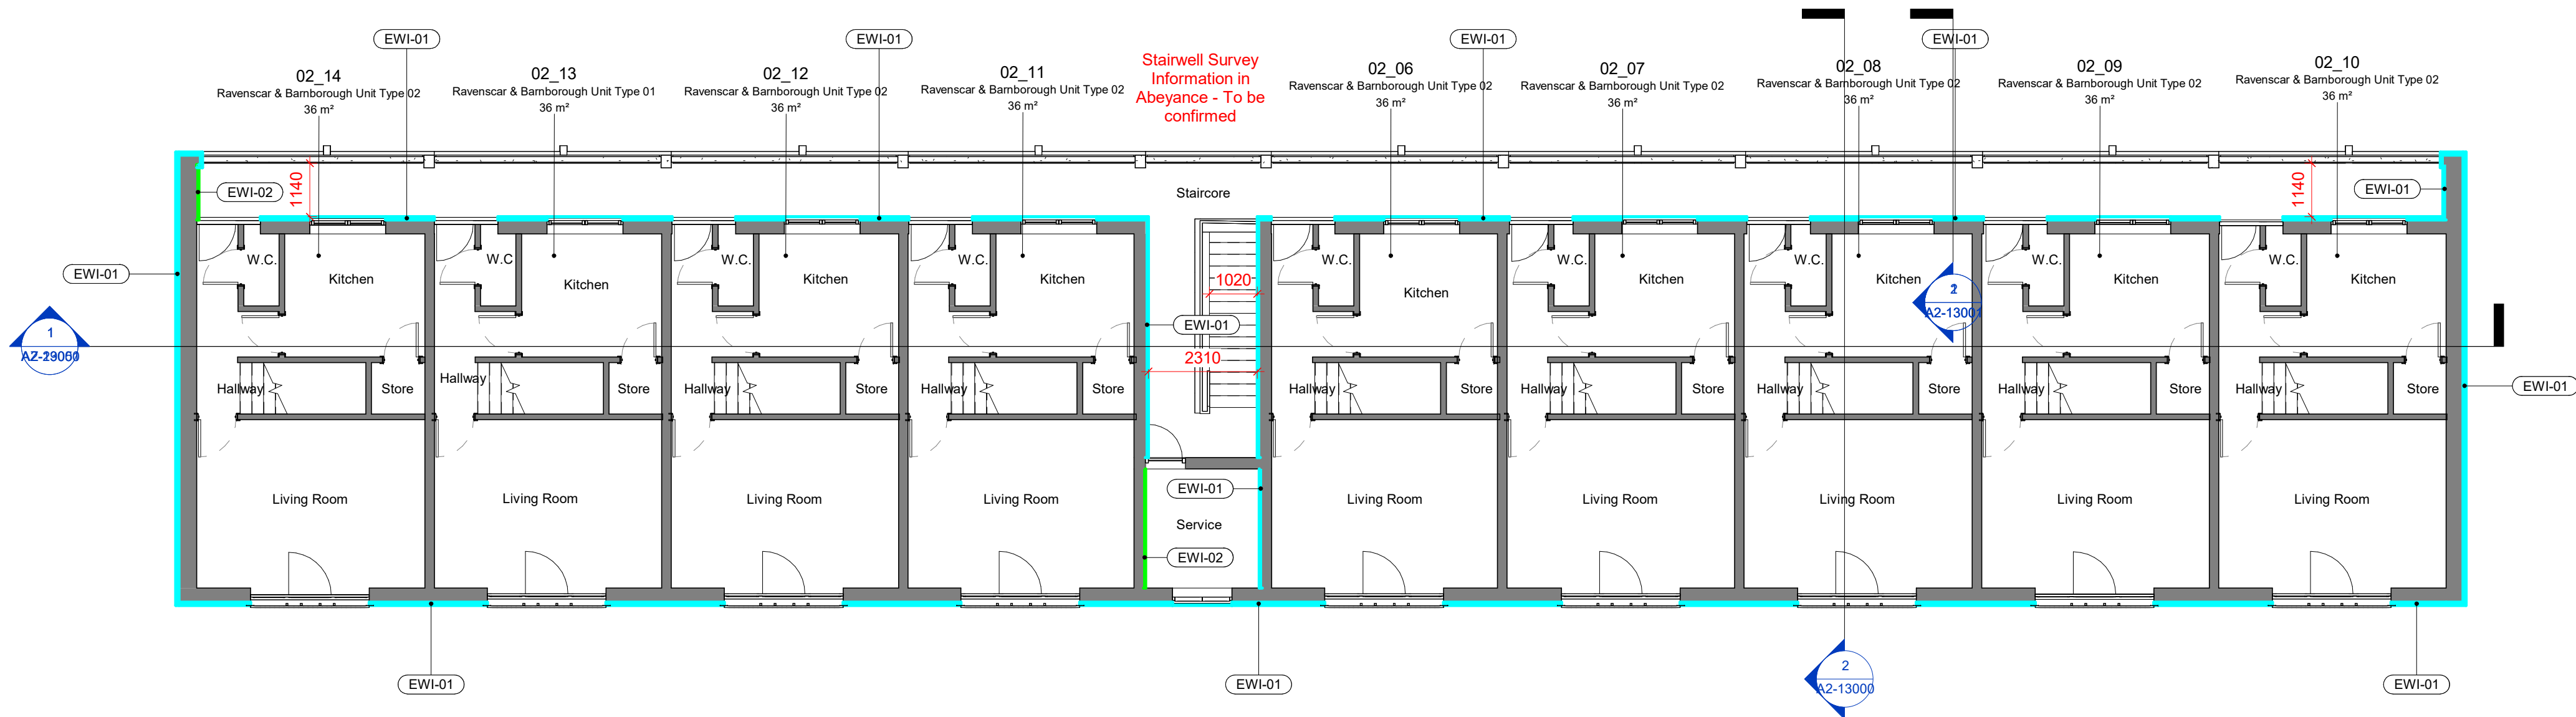 EWI-01
EWI-01
EWI-01
EWI-01
02_14
Ravenscar & Barnborough Unit Type 02
36 m²
02_13
Ravenscar & Barnborough Unit Type 01
36 m²
02_12
Ravenscar & Barnborough Unit Type 02
36 m²
02_11
Ravenscar & Barnborough Unit Type 02
36 m²
Stairwell Survey
Information in
Abeyance - To be
confirmed
02_06
Ravenscar & Barnborough Unit Type 02
36 m²
02_07
Ravenscar & Barnborough Unit Type 02
36 m²
02_08
Ravenscar & Barnborough Unit Type 02
36 m²
02_09
Ravenscar & Barnborough Unit Type 02
36 m²
02_10
Ravenscar & Barnborough Unit Type 02
36 m²
EWI-02
1140
Staircore
EWI-01
1140
EWI-01
W.C.
Kitchen
W.C
Kitchen
W.C.
Kitchen
W.C.
Kitchen
1020
W.C.
Kitchen
W.C.
Kitchen
W.C.
Kitchen
W.C.
Kitchen
W.C.
Kitchen
1
A2-13001
EWI-01
2310
Hallway
Store
Hallway
Store
Hallway
Store
Hallway
Store
Hallway
Store
Hallway
Store
Hallway
Store
Hallway
Store
Hallway
Store
EWI-01
Living Room
Living Room
Living Room
Living Room
EWI-01
Service
EWI-02
Living Room
Living Room
Living Room
Living Room
Living Room
EWI-01
EWI-01
2
A2-13000
EWI-01